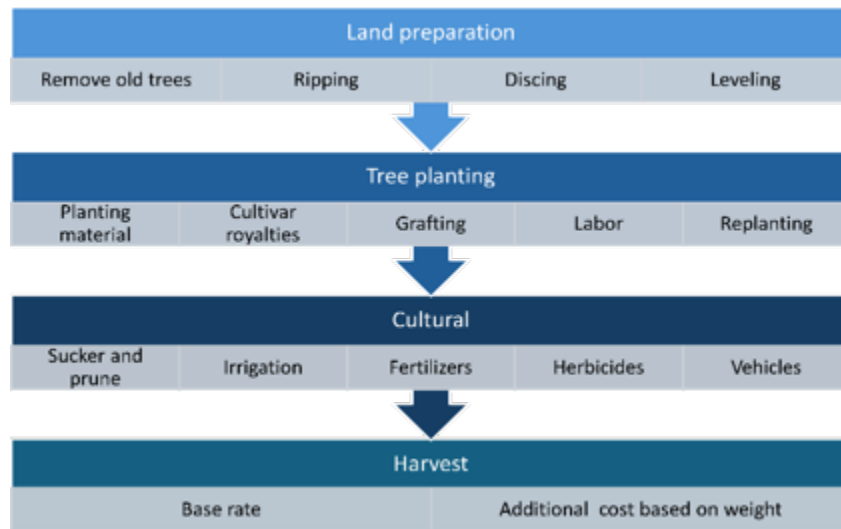 Land preparation
Remove old trees Ripping Discing Leveling
Tree planting
Planting material Cultivar royalties Grafting Labor Replanting
Cultural
Sucker and prune Irrigation Fertilizers Herbicides Vehicles
Harvest
Base rate Additional cost based on weight